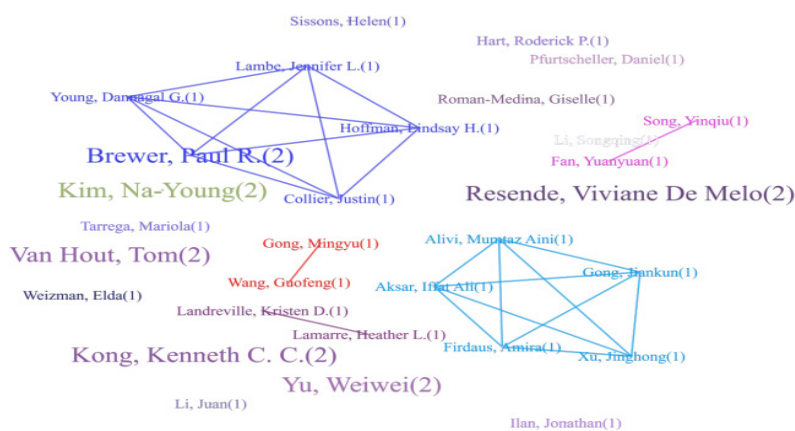 Sissons, Helen(1)
Hart, Roderick P.(1)
Pfurtscheller, Daniel(1)
Lambe, Jennifer L.(1)
Young, Dannagal G.(1)
Roman-Medina, Giselle(1)
Song, Yinqiu(1)
Hoffman, Lindsay H.(1)
Li, Songqing(1)
Brewer, Paul R.(2)
Fan, Yuanyuan(1)
Kim, Na-Young(2)
Resende, Viviane De Melo(2)
Collier, Justin(1)
Tarrega, Mariola(1)
Gong, Mingyu(1)
Alivi, Mumtaz Aini(1)
Van Hout, Tom(2)
Gong, Jiankun(1)
Wang, Guofeng(1)
Aksar, Iffat Ali(1)
Weizman, Elda(1)
Landreville, Kristen D.(1)
Lamarre, Heather L.(1)
Firdaus, Amira(1)
Kong, Kenneth C. C.(2)
Xu, Jinghong(1)
Yu, Weiwei(2)
Li, Juan(1)
Ilan, Jonathan(1)